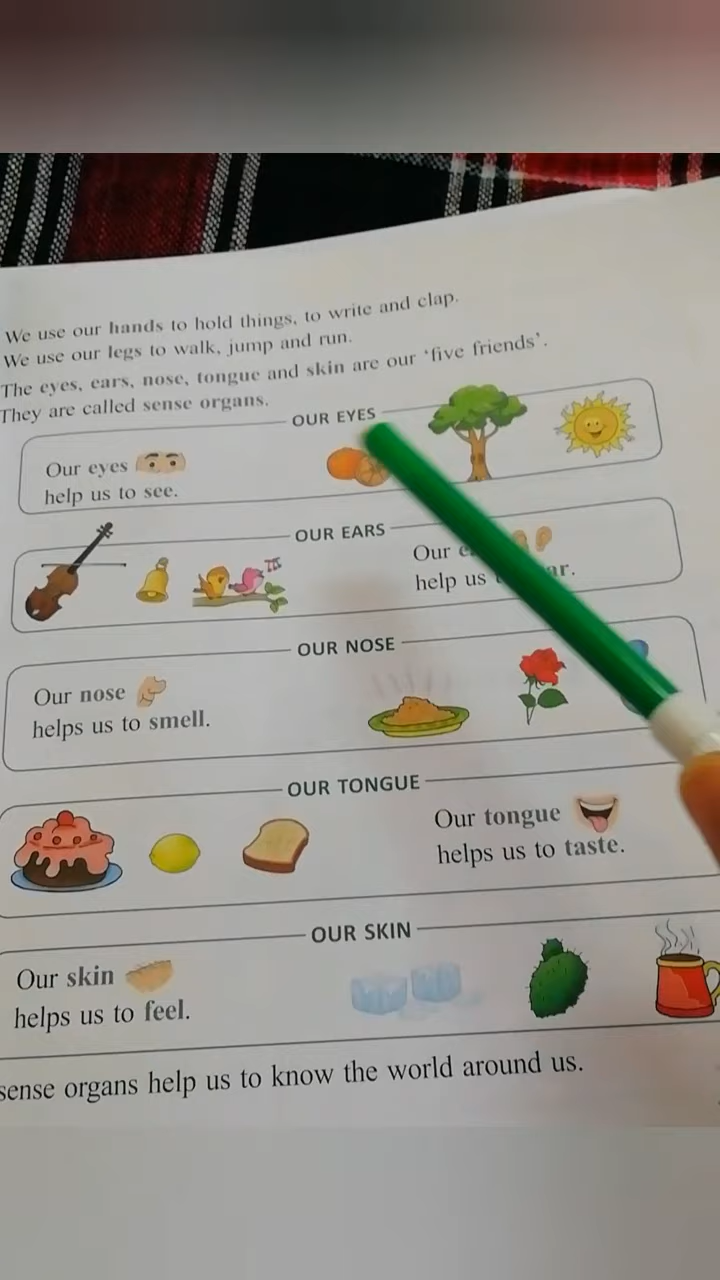 We use our hands to hold things, to write and clap.
We use our legs to walk, jump and run.
The eyes, ears, nose, tongue and skin are our ‘five friends’.
They are called sense organs.
OUR EYES
Our eyes
help us to see.
OUR EARS
Our
help us
OUR NOSE
Our nose
helps us to smell.
OUR TONGUE
Our tongue
helps us to taste.
OUR SKIN
Our skin
helps us to feel.
sense organs help us to know the world around us.